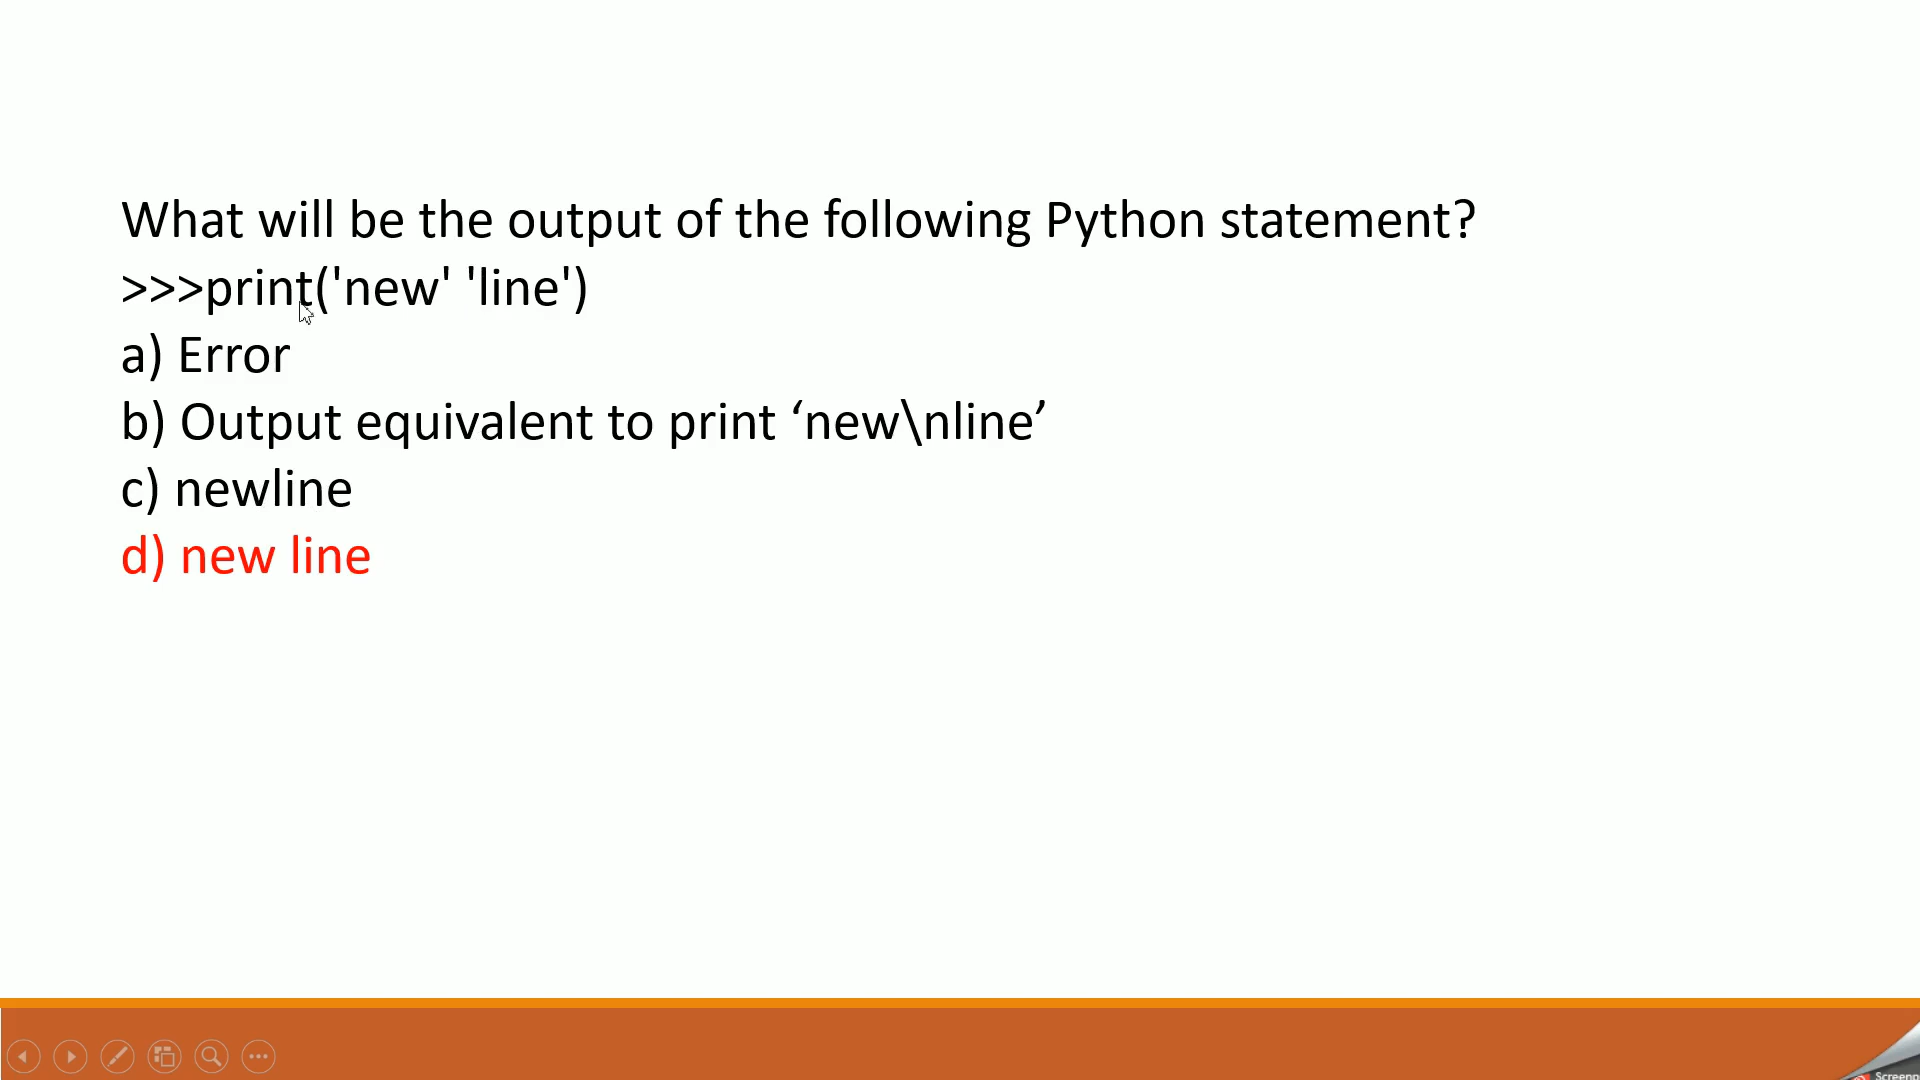 What will be the output of the following Python statement?
>>>print('new' 'line')
a) Error
b) Output equivalent to print ‘new\nline’
c) newline
d) new line